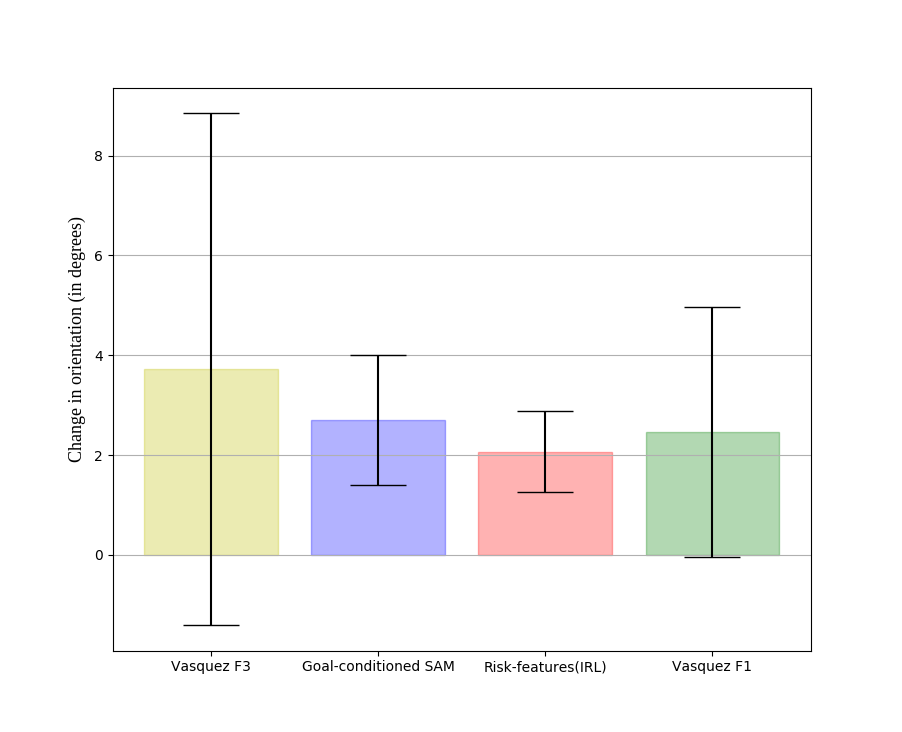 Change in orientation (in degrees)
8
6
4
2
0
Vasquez F3
Goal-conditioned SAM
Risk-features(IRL)
Vasquez F1